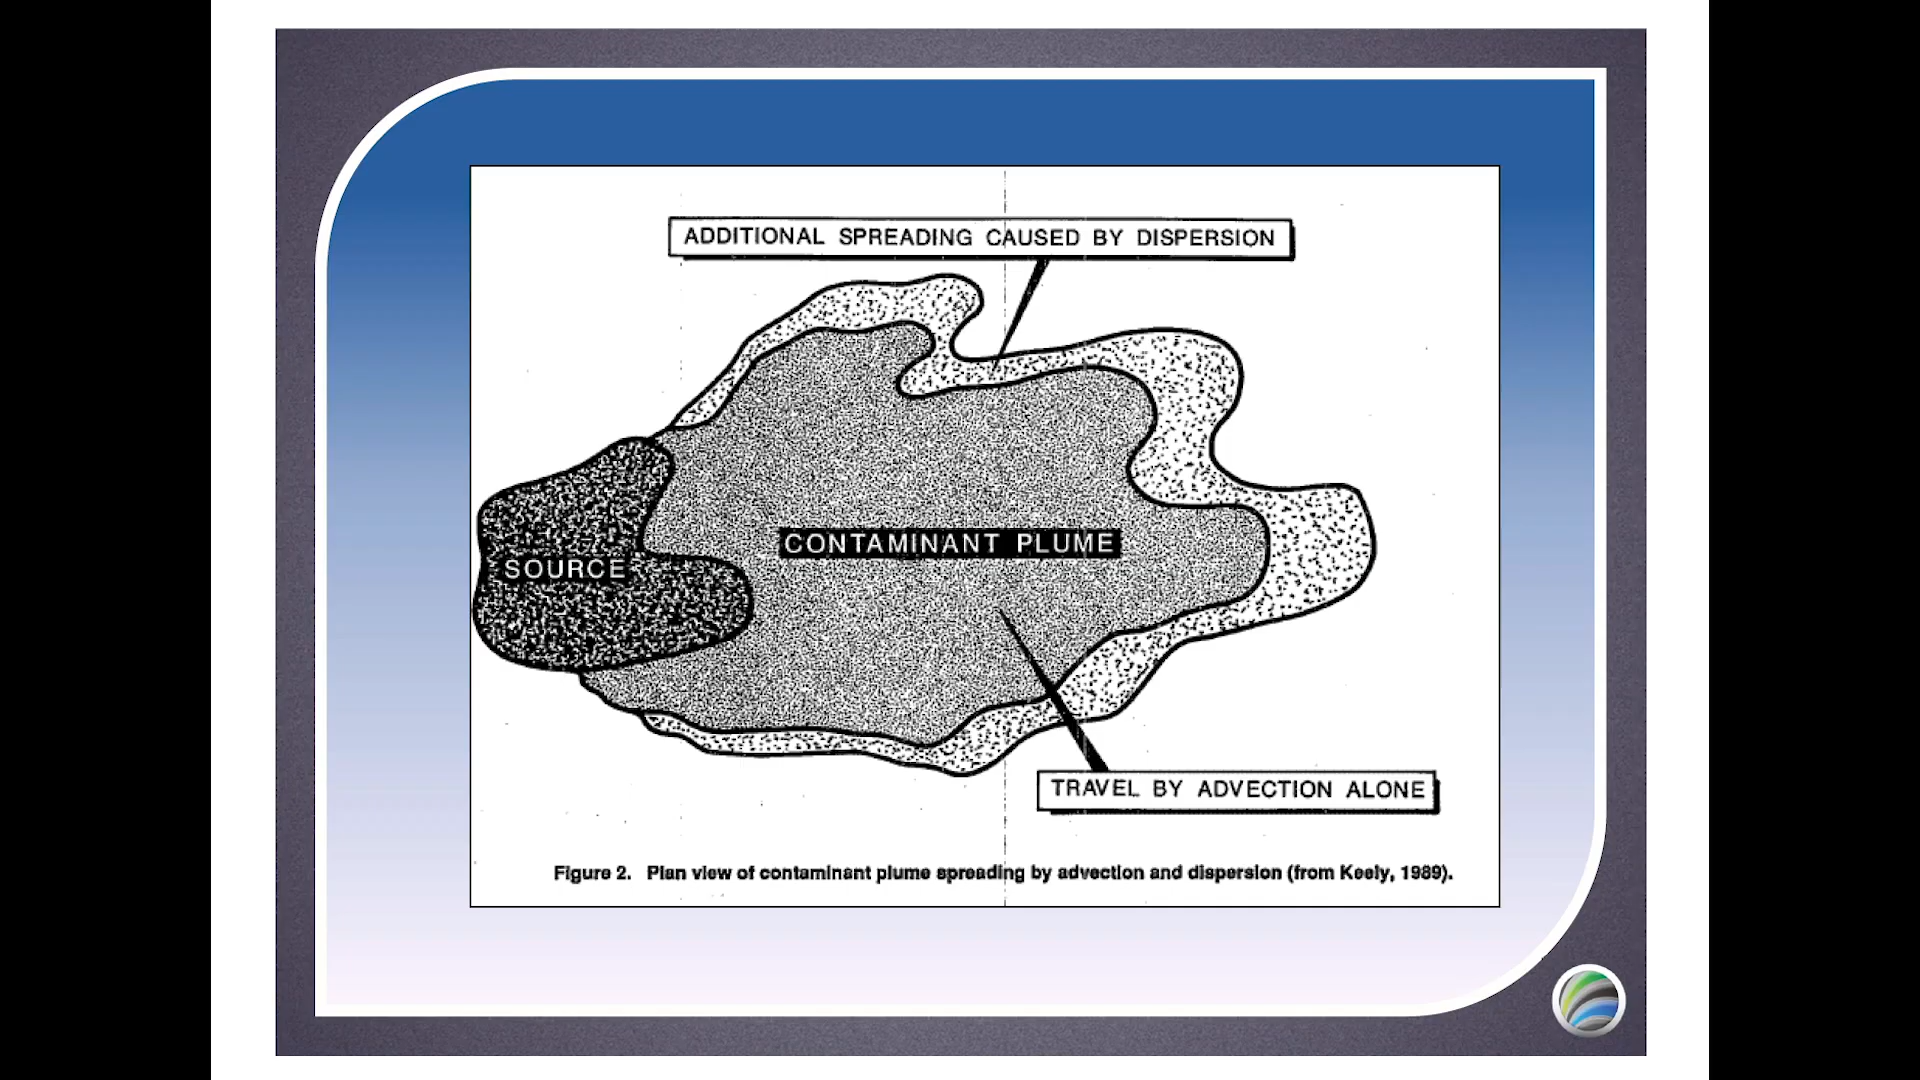 ADDITIONAL SPREADING CAUSED BY DISPERSION
CONTAMINANT PLUME
SOURCE
TRAVEL BY ADVECTION ALONE
Figure 2. Plan view of contaminant plume spreading by advection and dispersion (from Keely, 1989).